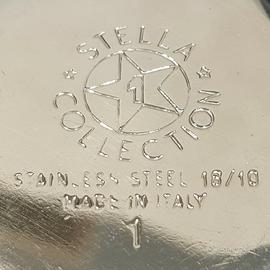 STELLA
COLLECTION
1
STAINLESS STEEL 18/10
MADE IN ITALY
1